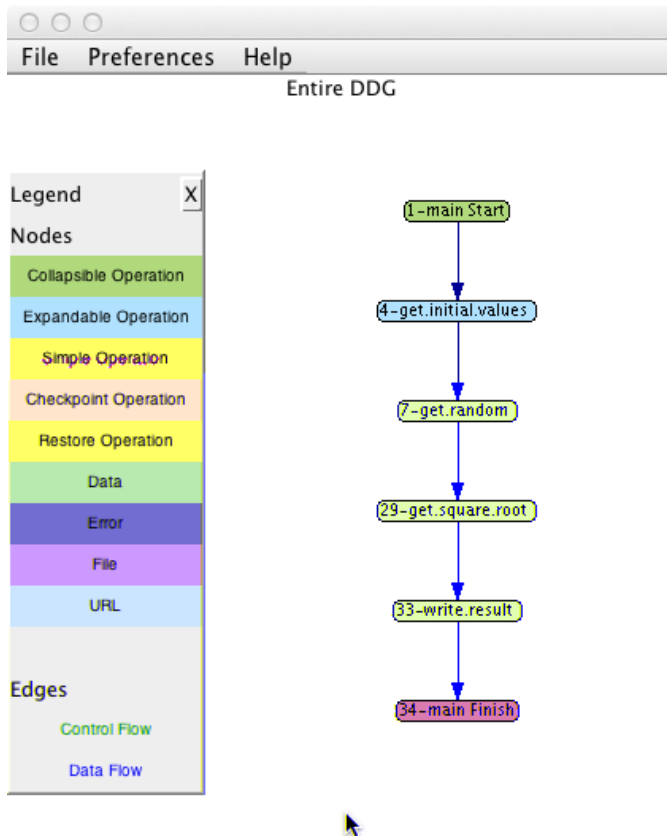 File Preferences Help
Entire DDG
Legend X
Nodes
Collapsible Operation
Expandable Operation
Simple Operation
Checkpoint Operation
Restore Operation
Data
Error
File
URL
Edges
Control Flow
Data Flow
1-main Start
4-get.initial.values
7-get.random
29-get.square.root
33-write.result
34-main Finish